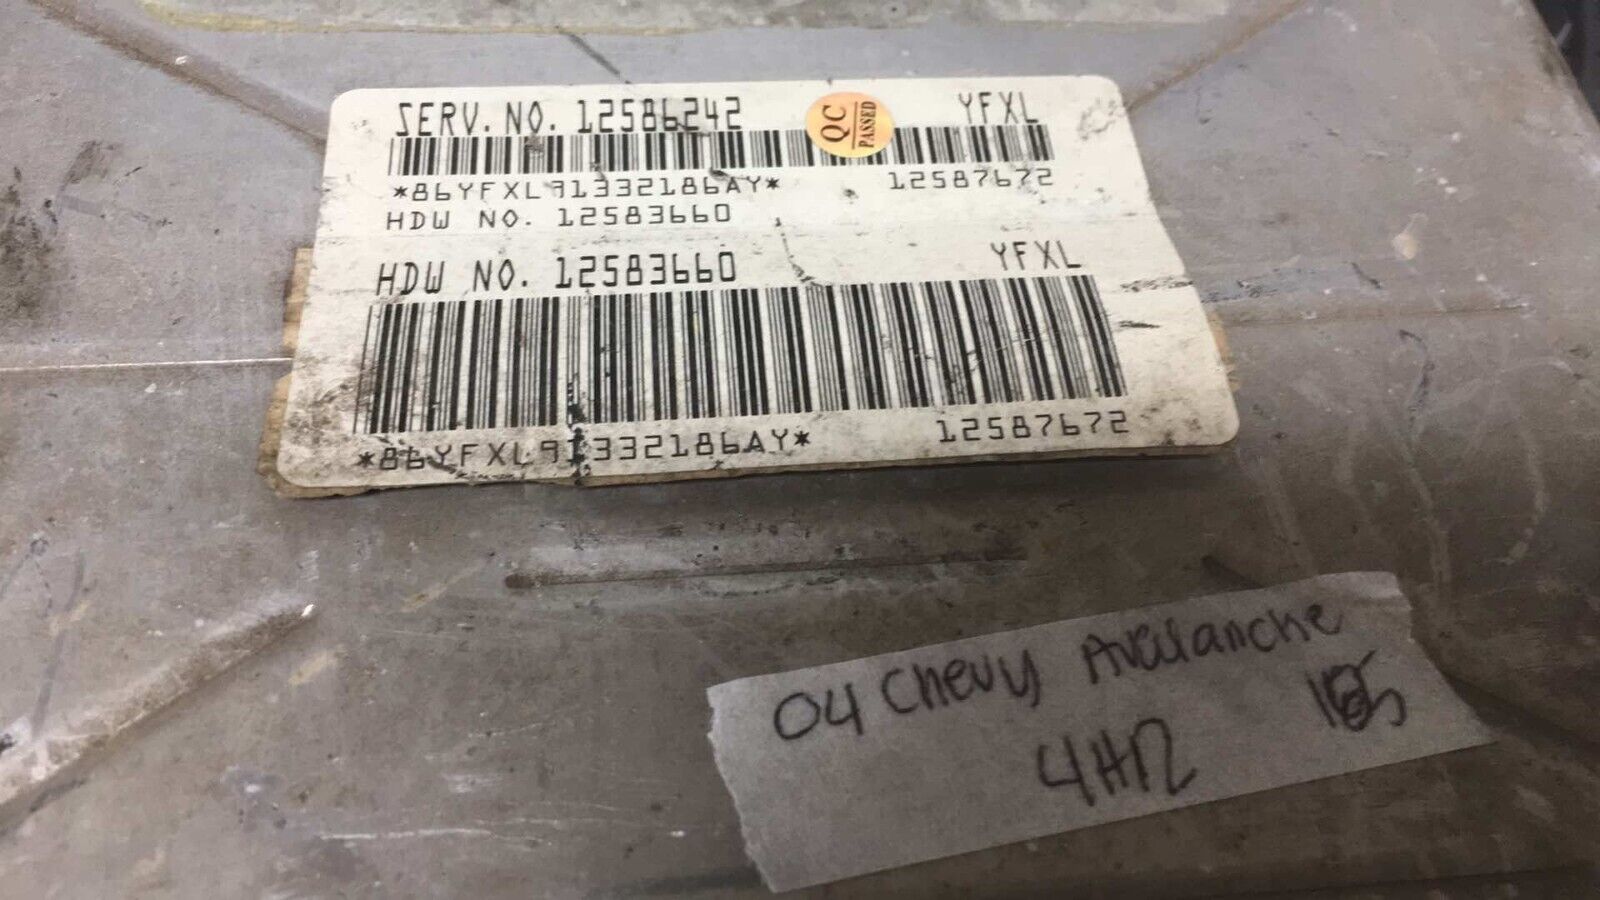 SERV. NO. 12586242 YFXL
QC
PASSED
*86YFXL91332186AY* 12587672
HDW NO. 12583660
HDW NO. 12583660 YFXL
*86YFXL91332186AY* 12587672
04 Chevy Avalanche